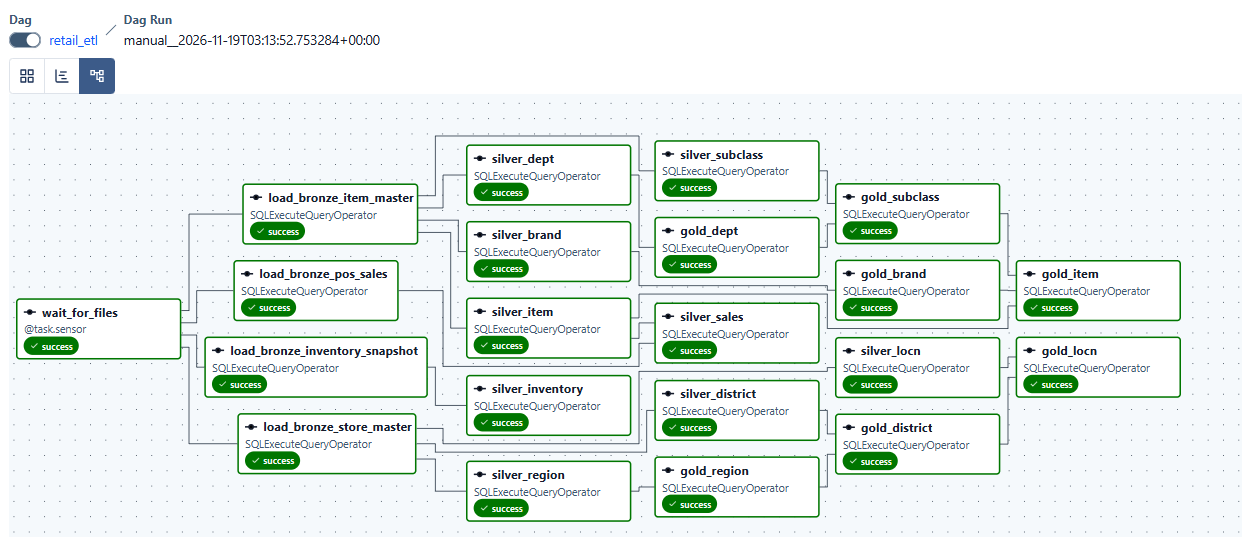 Dag
retail_etl
Dag Run
manual__2026-11-19T03:13:52.753284+00:00
wait_for_files
@task.sensor
success
load_bronze_item_master
SQLExecuteQueryOperator
success
load_bronze_pos_sales
SQLExecuteQueryOperator
success
load_bronze_inventory_snapshot
SQLExecuteQueryOperator
success
load_bronze_store_master
SQLExecuteQueryOperator
success
silver_dept
SQLExecuteQueryOperator
success
silver_brand
SQLExecuteQueryOperator
success
silver_item
SQLExecuteQueryOperator
success
silver_inventory
SQLExecuteQueryOperator
success
silver_region
SQLExecuteQueryOperator
success
silver_subclass
SQLExecuteQueryOperator
success
gold_dept
SQLExecuteQueryOperator
success
silver_sales
SQLExecuteQueryOperator
success
silver_district
SQLExecuteQueryOperator
success
gold_region
SQLExecuteQueryOperator
success
gold_subclass
SQLExecuteQueryOperator
success
gold_brand
SQLExecuteQueryOperator
success
silver_locn
SQLExecuteQueryOperator
success
gold_district
SQLExecuteQueryOperator
success
gold_item
SQLExecuteQueryOperator
success
gold_locn
SQLExecuteQueryOperator
success